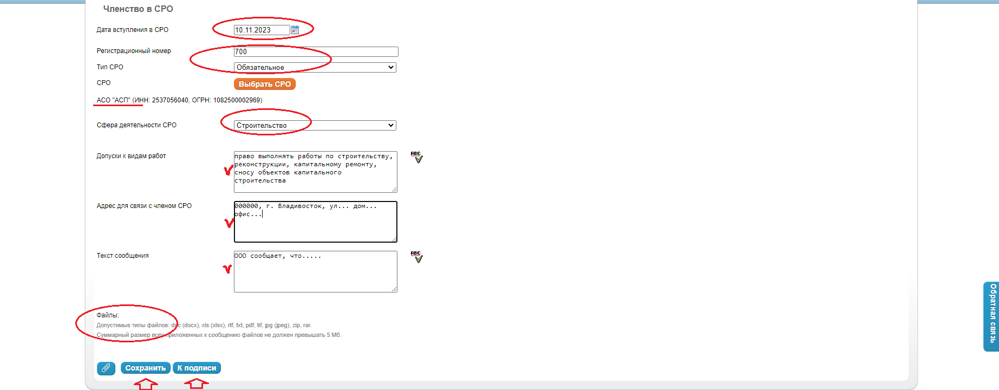 Членство в СРО
Дата вступления в СРО
10.11.2023
Регистрационный номер
700
Тип СРО
Обязательное
СРО
Выбрать СРО
АСО "АСП" (ИНН: 2537056040, ОГРН: 1082500002969)
Сфера деятельности СРО
Строительство
Допуски к видам работ
право выполнять работы по строительству,
реконструкции, капитальному ремонту,
сносу объектов капитального
строительства
ABC
Адрес для связи с членом СРО
000000, г. Владивосток, ул... дом...
офис...
Текст сообщения
ООО сообщает, что.....
ABC
Файлы:
Допустимые типы файлов: doc (docx), xls (xlsx), rtf, txt, pdf, tif, jpg (jpeg), zip, rar.
Суммарный размер всех приложенных к сообщению файлов не должен превышать 5 Мб.
Сохранить
К подписи
Обратная связь